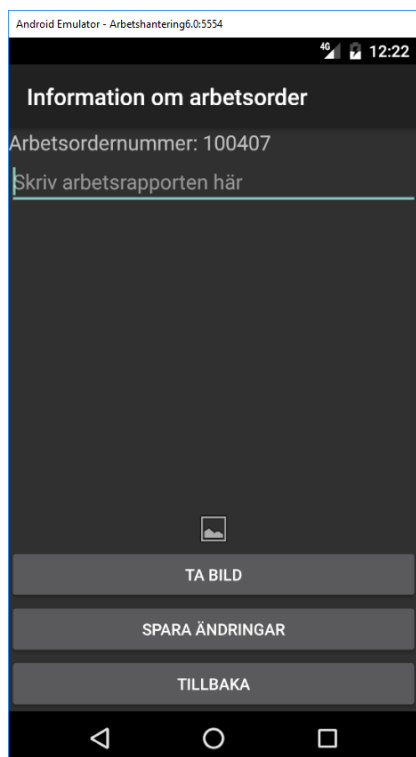 Android Emulator - Arbetshantering6.0:5554
4G 12:22
Information om arbetsorder
Arbetsordernummer: 100407
Skriv arbetsrapporten här
TA BILD
SPARA ÄNDRINGAR
TILLBAKA